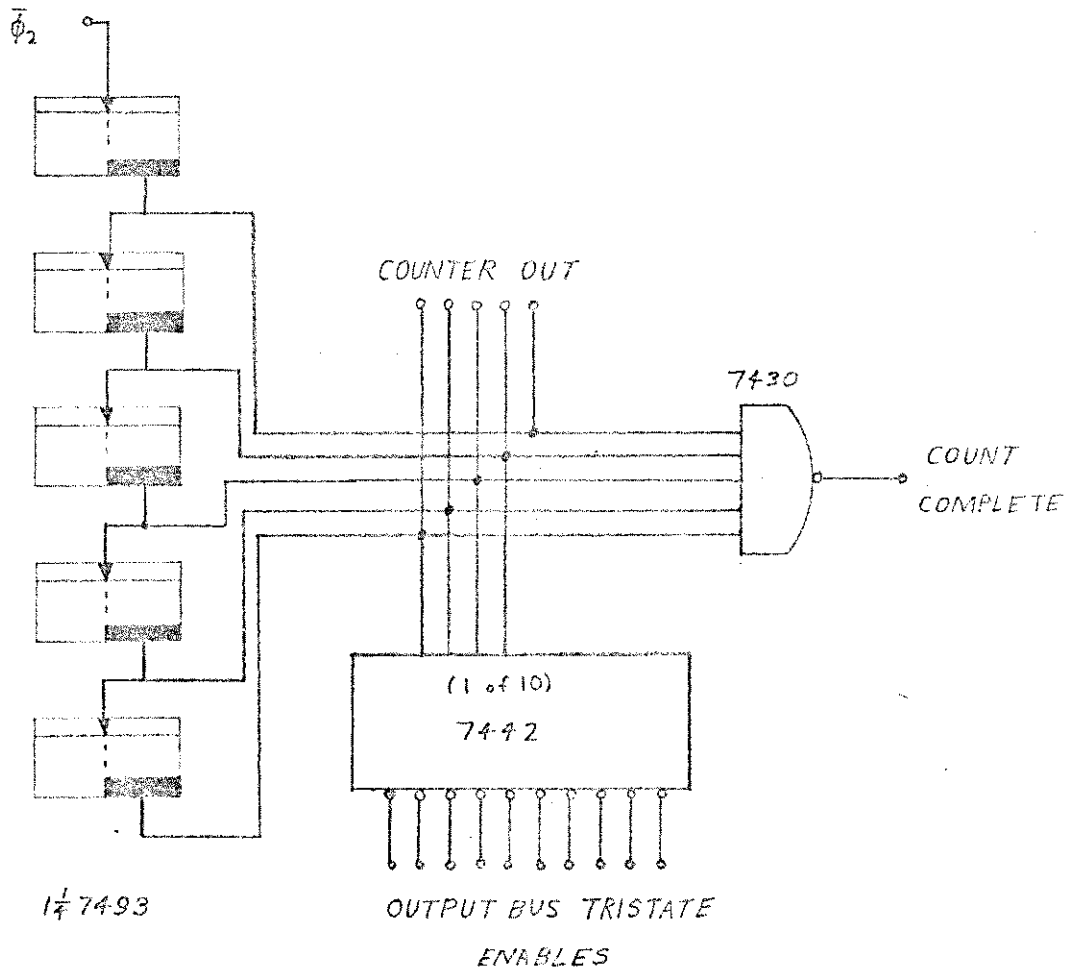 ϕ̄₂
COUNTER OUT
7430
COUNT
COMPLETE
(1 of 10)
7442
1¼ 7493
OUTPUT BUS TRISTATE
ENABLES